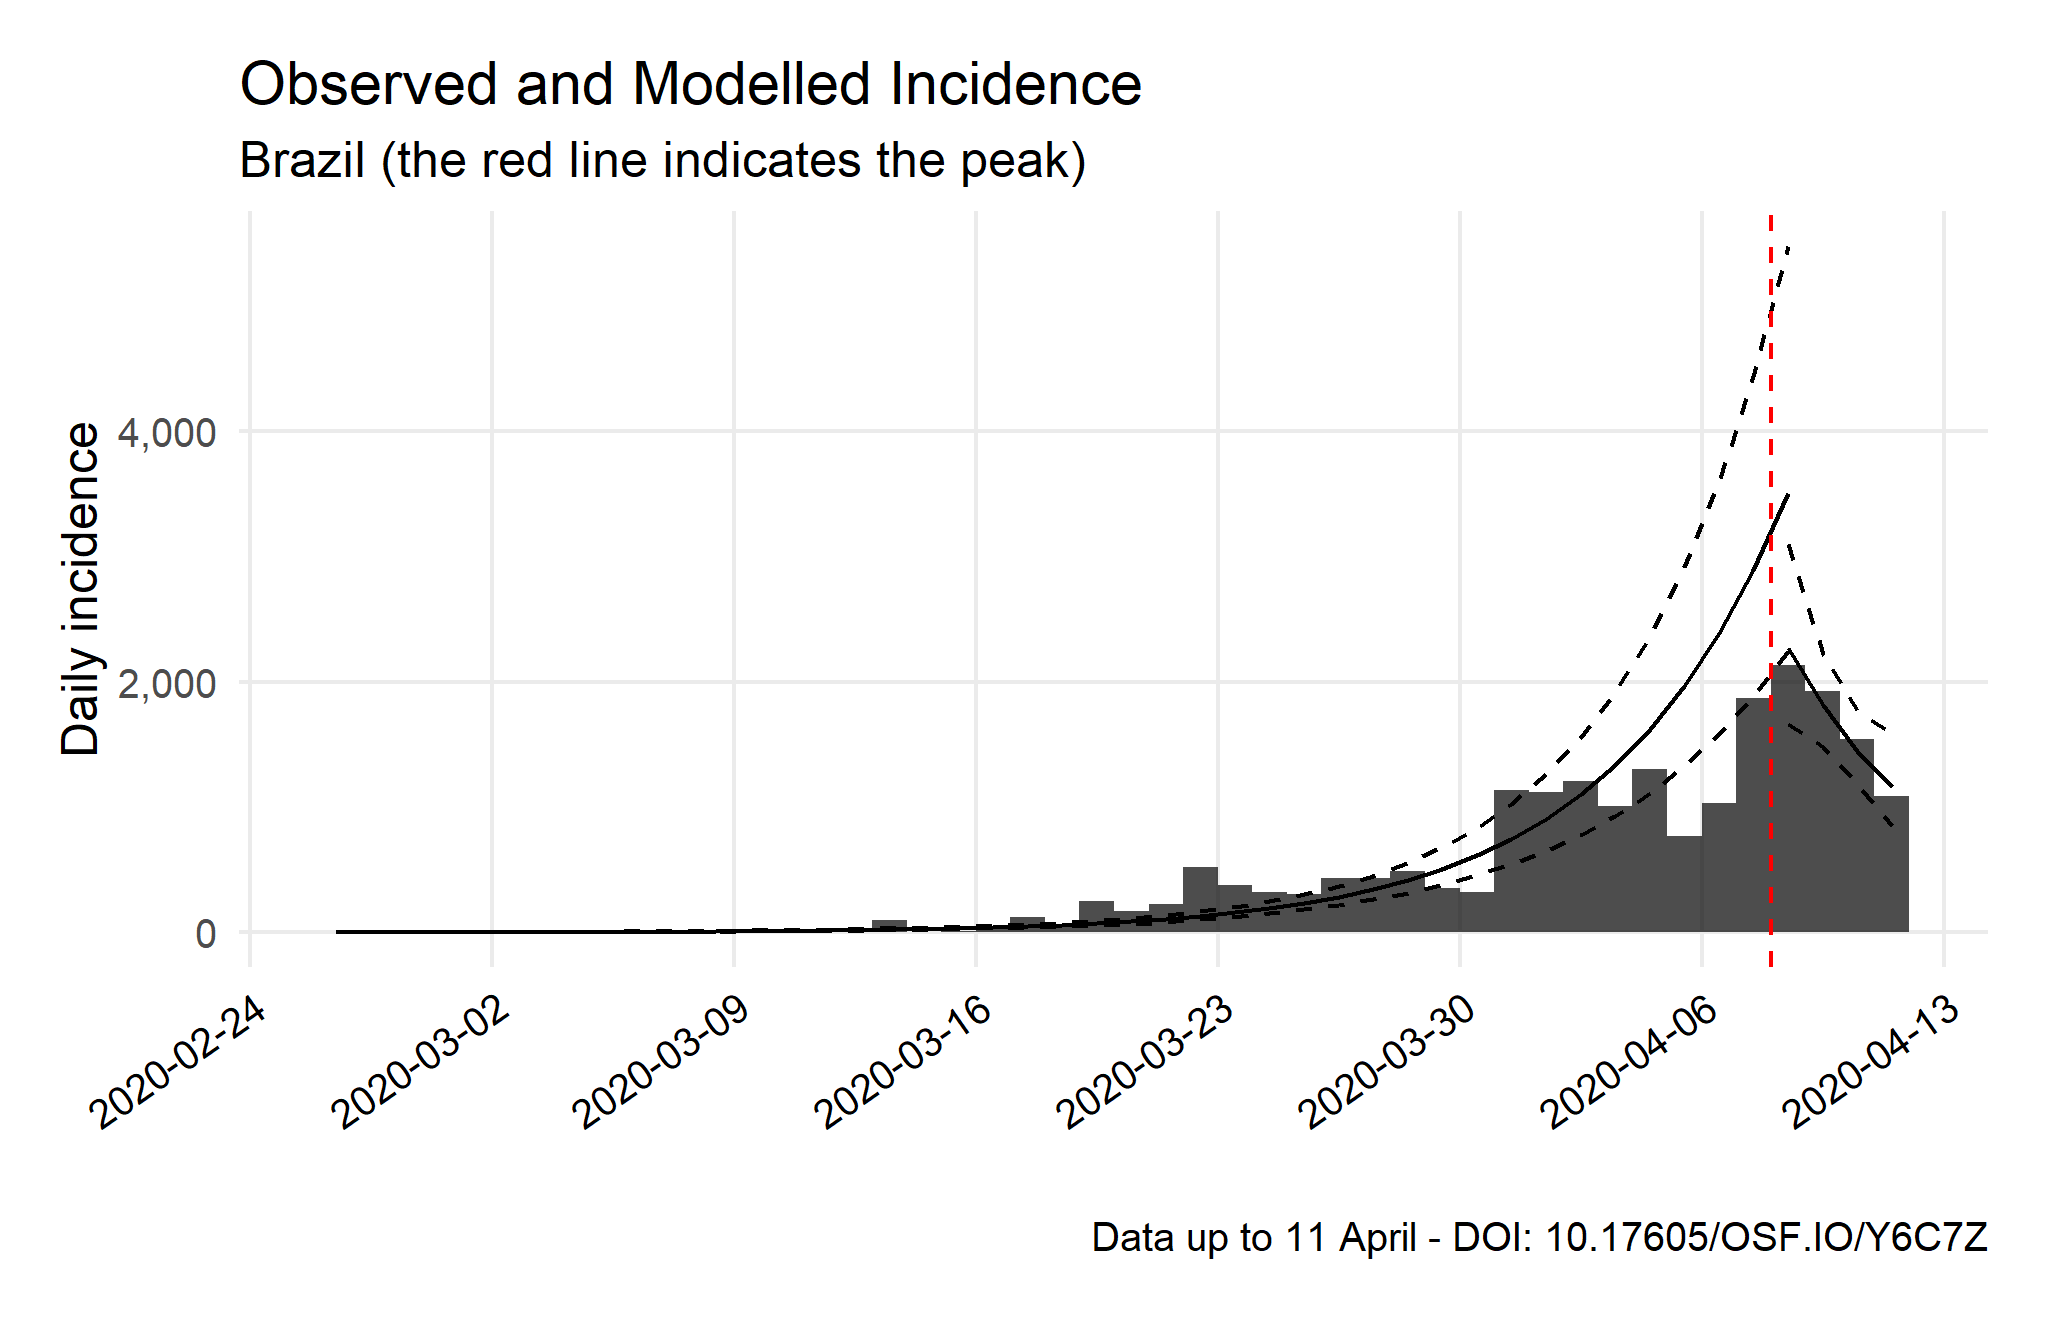 Observed and Modelled Incidence
Brazil (the red line indicates the peak)
Daily incidence
4,000
2,000
0
2020-02-24
2020-03-02
2020-03-09
2020-03-16
2020-03-23
2020-03-30
2020-04-06
2020-04-13
Data up to 11 April - DOI: 10.17605/OSF.IO/Y6C7Z